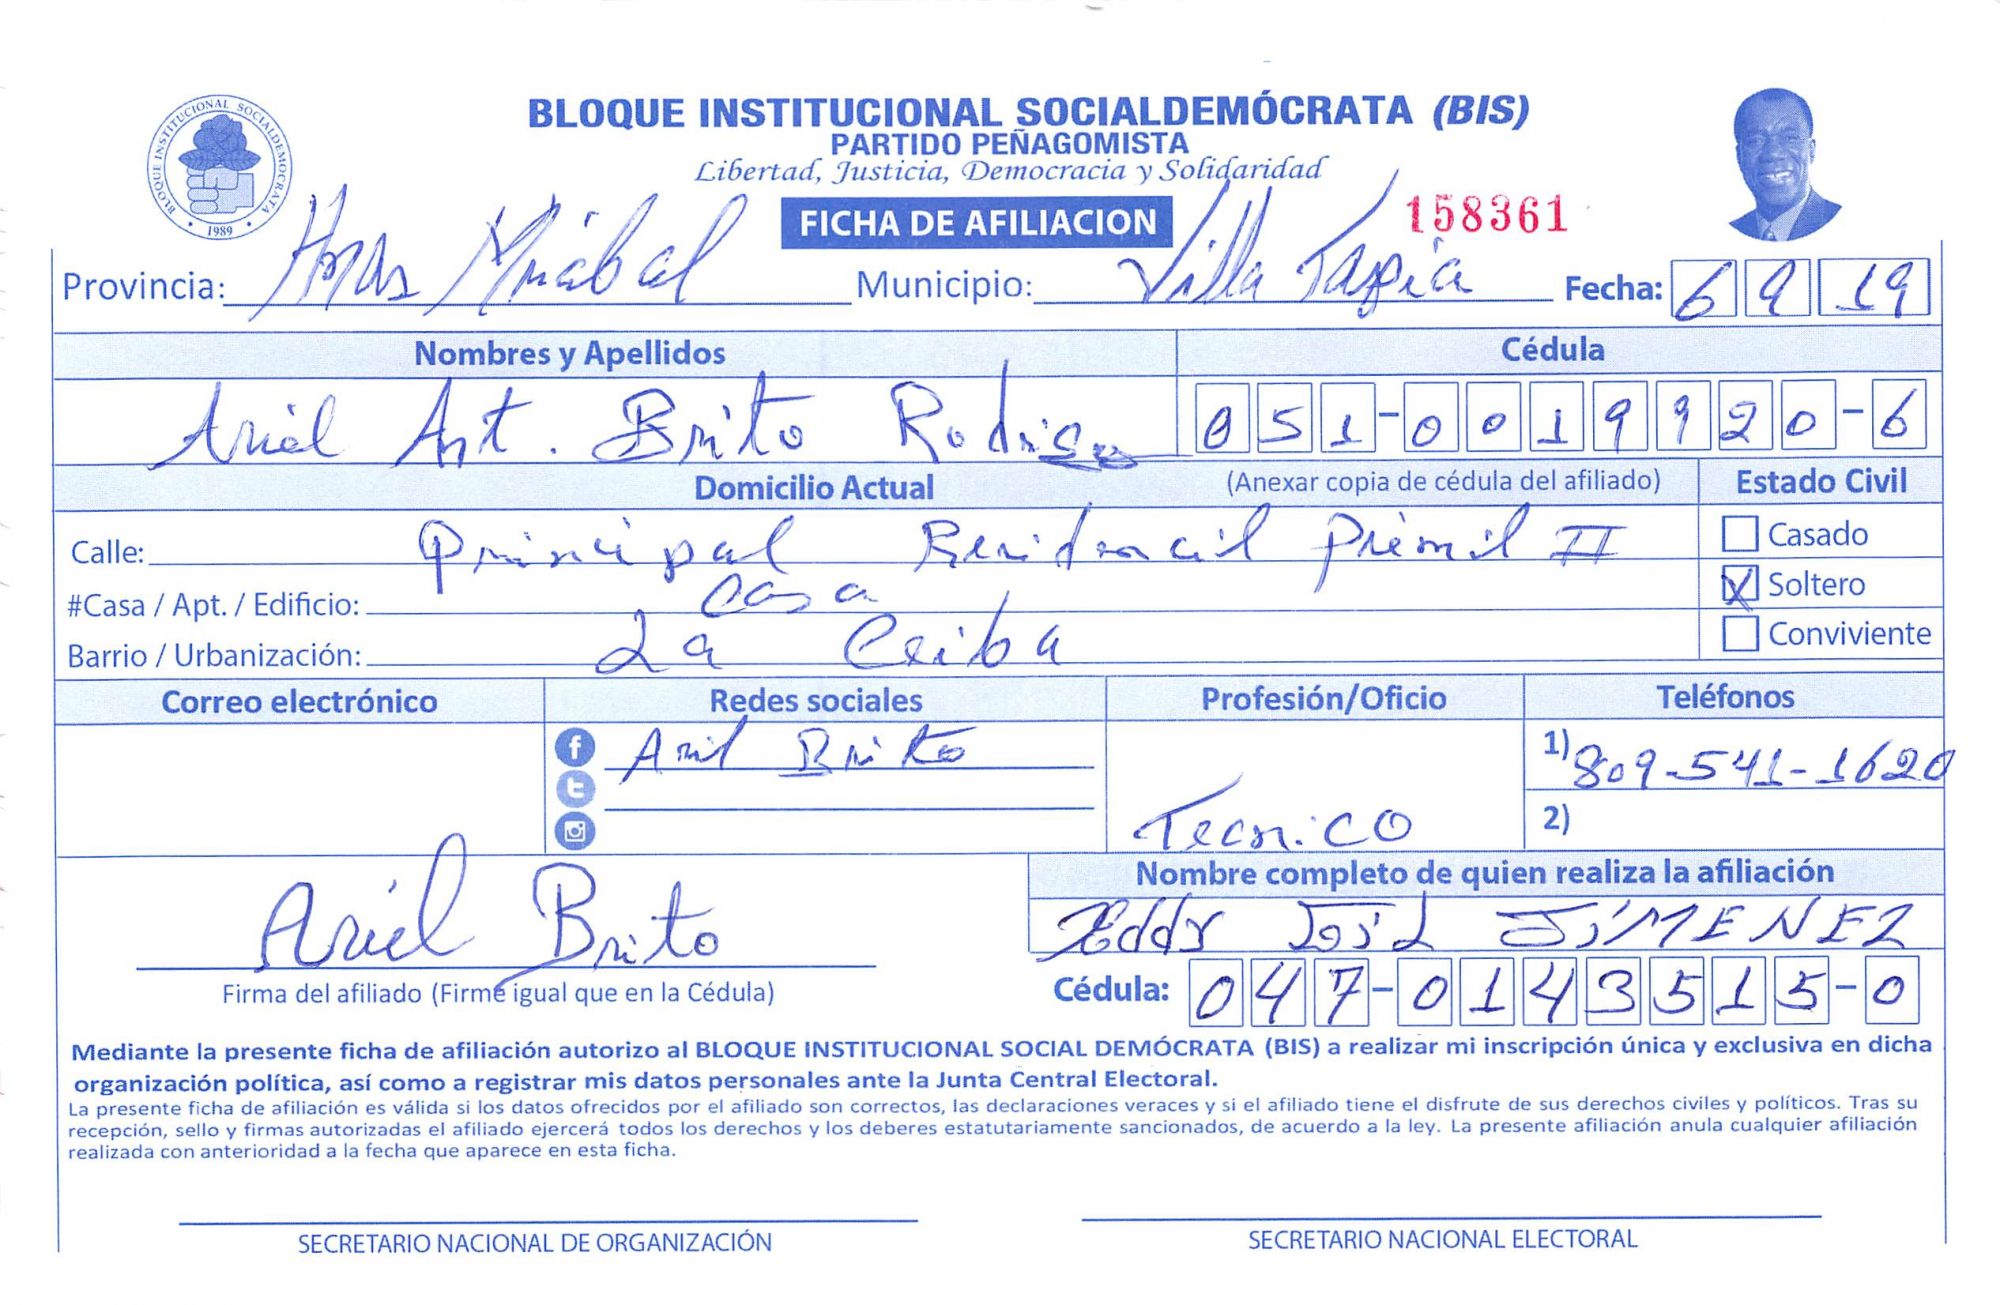 BLOQUE INSTITUCIONAL SOCIALDEMOCRATA
1989
BLOQUE INSTITUCIONAL SOCIALDEMÓCRATA (BIS)
PARTIDO PEÑAGOMISTA
Libertad, Justicia, Democracia y Solidaridad
FICHA DE AFILIACION
158361
Provincia: Hnas Mirabal Municipio: Villa Tapia Fecha: 6 9 19
Nombres y Apellidos Cédula
Ariel Ant. Brito Rodrigo 051-0019920-6
Domicilio Actual (Anexar copia de cédula del afiliado) Estado Civil
Calle: Principal Residencial II
Casado
#Casa / Apt. / Edificio: Casa
X Soltero
Barrio / Urbanización: La Ceiba
Conviviente
Correo electrónico Redes sociales Profesión/Oficio Teléfonos
Ariel Brito
1) 809-541-1620
Tecnico
2)
Nombre completo de quien realiza la afiliación
Eddy José JiMENEZ
Ariel Brito
Firma del afiliado (Firme igual que en la Cédula)
Cédula: 047-0143515-0
Mediante la presente ficha de afiliación autorizo al BLOQUE INSTITUCIONAL SOCIAL DEMÓCRATA (BIS) a realizar mi inscripción única y exclusiva en dicha
organización política, así como a registrar mis datos personales ante la Junta Central Electoral.
La presente ficha de afiliación es válida si los datos ofrecidos por el afiliado son correctos, las declaraciones veraces y si el afiliado tiene el disfrute de sus derechos civiles y políticos. Tras su
recepción, sello y firmas autorizadas el afiliado ejercerá todos los derechos y los deberes estatutariamente sancionados, de acuerdo a la ley. La presente afiliación anula cualquier afiliación
realizada con anterioridad a la fecha que aparece en esta ficha.
SECRETARIO NACIONAL DE ORGANIZACIÓN SECRETARIO NACIONAL ELECTORAL